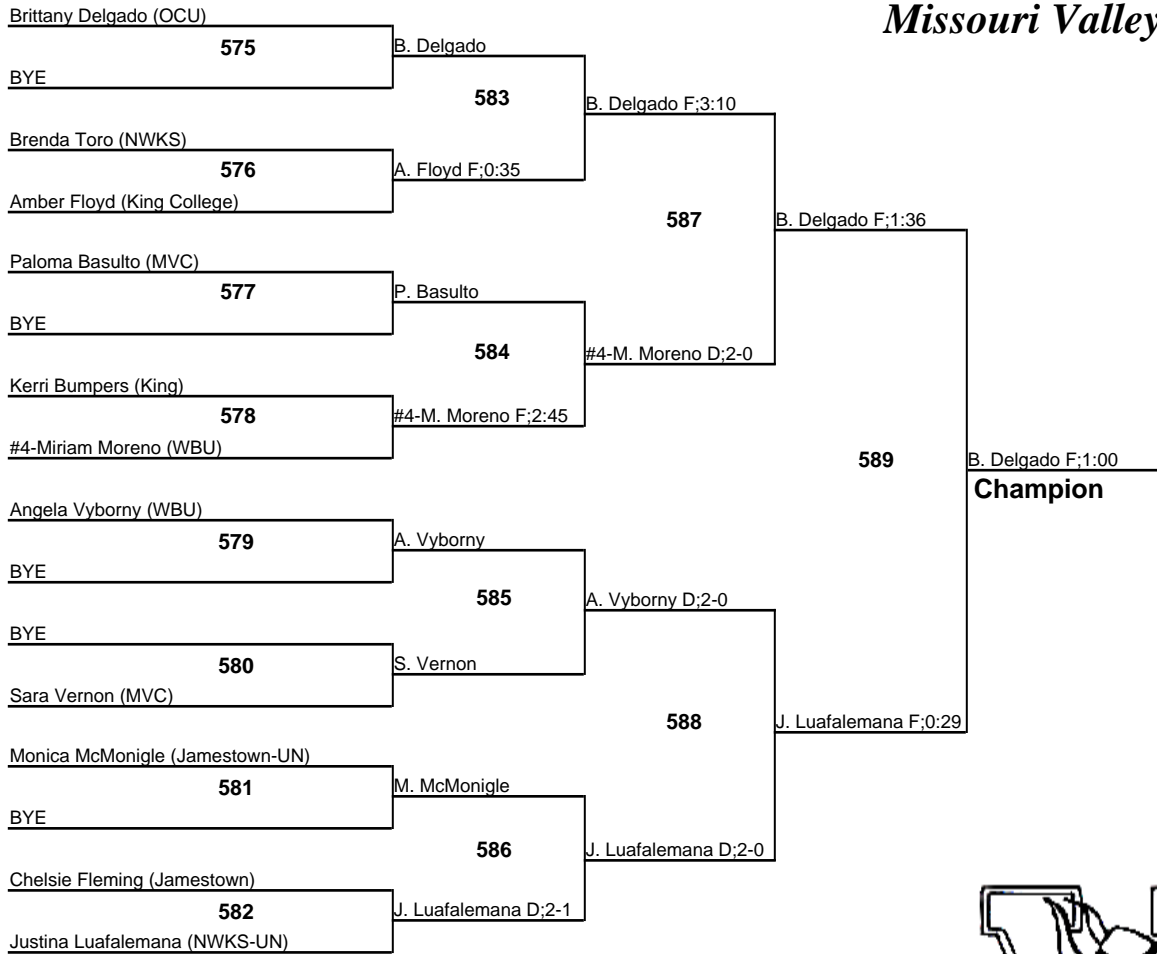 Missouri Valley
Brittany Delgado (OCU)
575
BYE
B. Delgado
583
Brenda Toro (NWKS)
576
Amber Floyd (King College)
A. Floyd F;0:35
B. Delgado F;3:10
587
Paloma Basulto (MVC)
577
BYE
P. Basulto
584
Kerri Bumpers (King)
578
#4-Miriam Moreno (WBU)
#4-M. Moreno F;2:45
#4-M. Moreno D;2-0
B. Delgado F;1:36
589
B. Delgado F;1:00
Champion
Angela Vyborny (WBU)
579
BYE
A. Vyborny
585
BYE
580
Sara Vernon (MVC)
S. Vernon
A. Vyborny D;2-0
588
J. Luafalemana F;0:29
Monica McMonigle (Jamestown-UN)
581
BYE
M. McMonigle
586
Chelsie Fleming (Jamestown)
582
Justina Luafalemana (NWKS-UN)
J. Luafalemana D;2-1
J. Luafalemana D;2-0